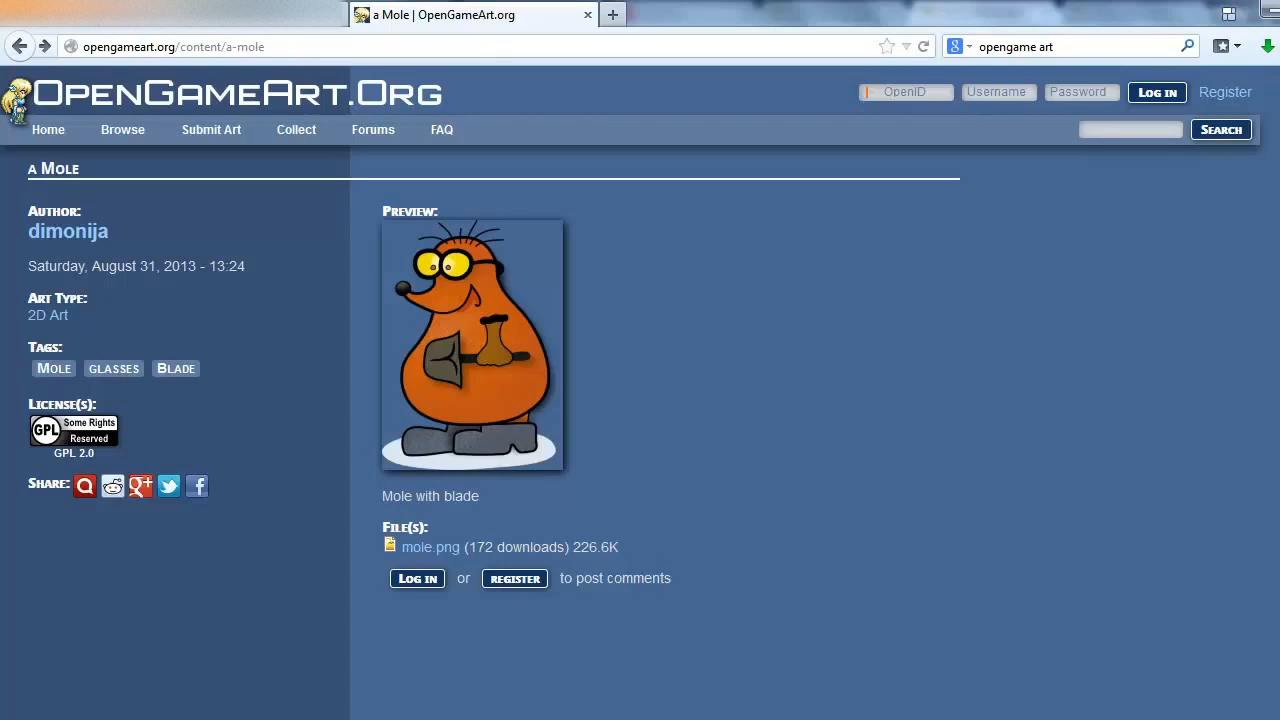 a Mole | OpenGameArt.org
opengameart.org/content/a-mole
opengame art
OpenGameArt.Org
OpenID
Username
Password
Log in
Register
Home
Browse
Submit Art
Collect
Forums
FAQ
Search
a Mole
Author:
dimonija
Saturday, August 31, 2013 - 13:24
Art Type:
2D Art
Tags:
Mole
glasses
Blade
License(s):
GPL
Some Rights
Reserved
GPL 2.0
Share:
Preview:
Mole with blade
File(s):
mole.png (172 downloads) 226.6K
Log in or register to post comments